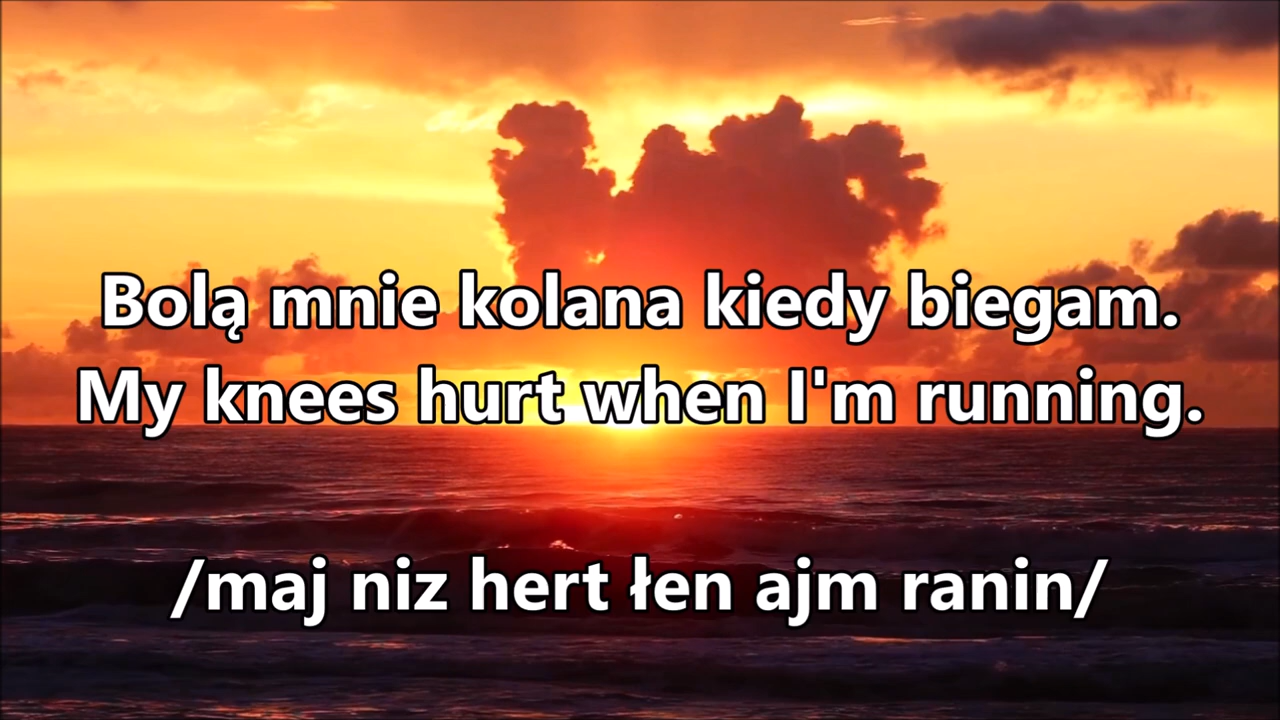 Bolą mnie kolana kiedy biegam.
My knees hurt when I'm running.
/maj niz hert łen ajm ranin/